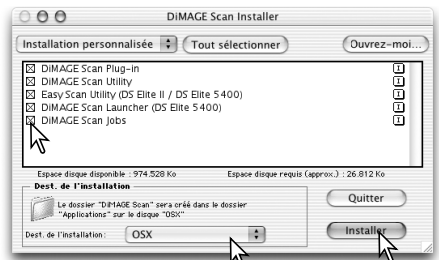 DiMAGE Scan Installer
Installation personnalisée Tout sélectionner Ouvrez-moi...
DiMAGE Scan Plug-in
DiMAGE Scan Utility
Easy Scan Utility (DS Elite II / DS Elite 5400)
DiMAGE Scan Launcher (DS Elite 5400)
DiMAGE Scan Jobs
Espace disque disponible : 974.528 Ko Espace disque requis (approx.) : 26.812 Ko
Dest. de l'installation
Le dossier "DiMAGE Scan" sera créé dans le dossier
"Applications" sur le disque "OSX"
Quitter
Dest. de l'installation : OSX
Installer